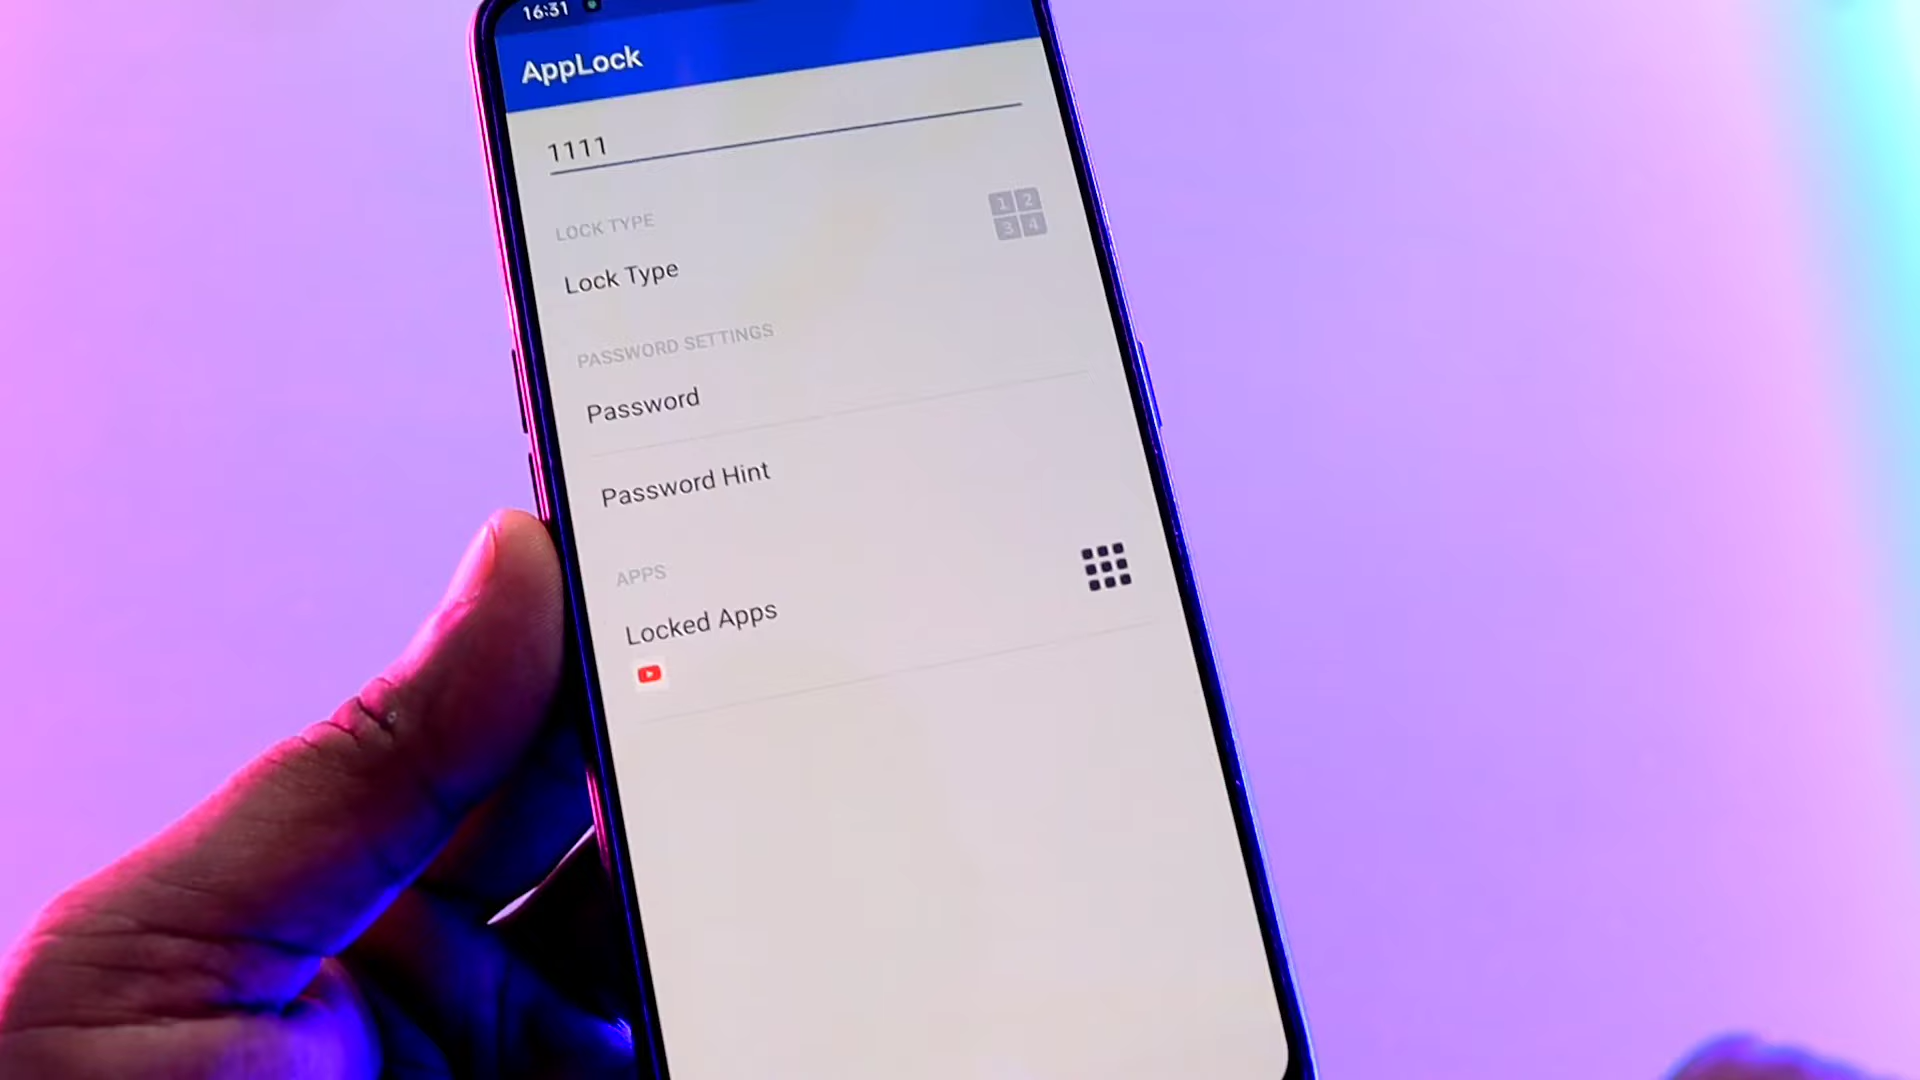 16:31
AppLock
1111
LOCK TYPE
1 2
3 4
Lock Type
PASSWORD SETTINGS
Password
Password Hint
APPS
Locked Apps